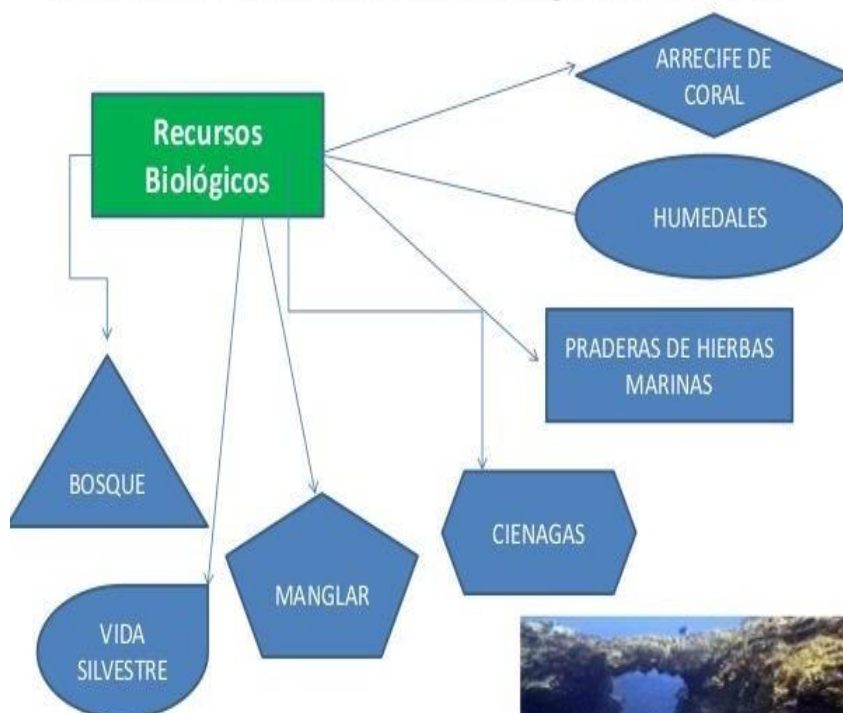 Recursos
Biológicos
ARRECIFE DE
CORAL
HUMEDALES
PRADERAS DE HIERBAS
MARINAS
BOSQUE
CIENAGAS
MANGLAR
VIDA
SILVESTRE